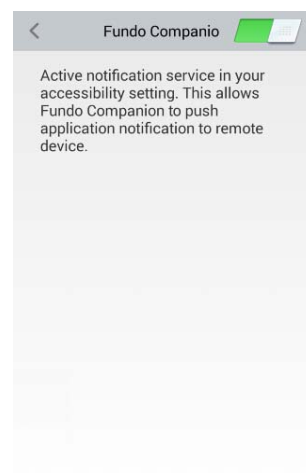 Fundo Companio
Active notification service in your
accessibility setting. This allows
Fundo Companion to push
application notification to remote
device.